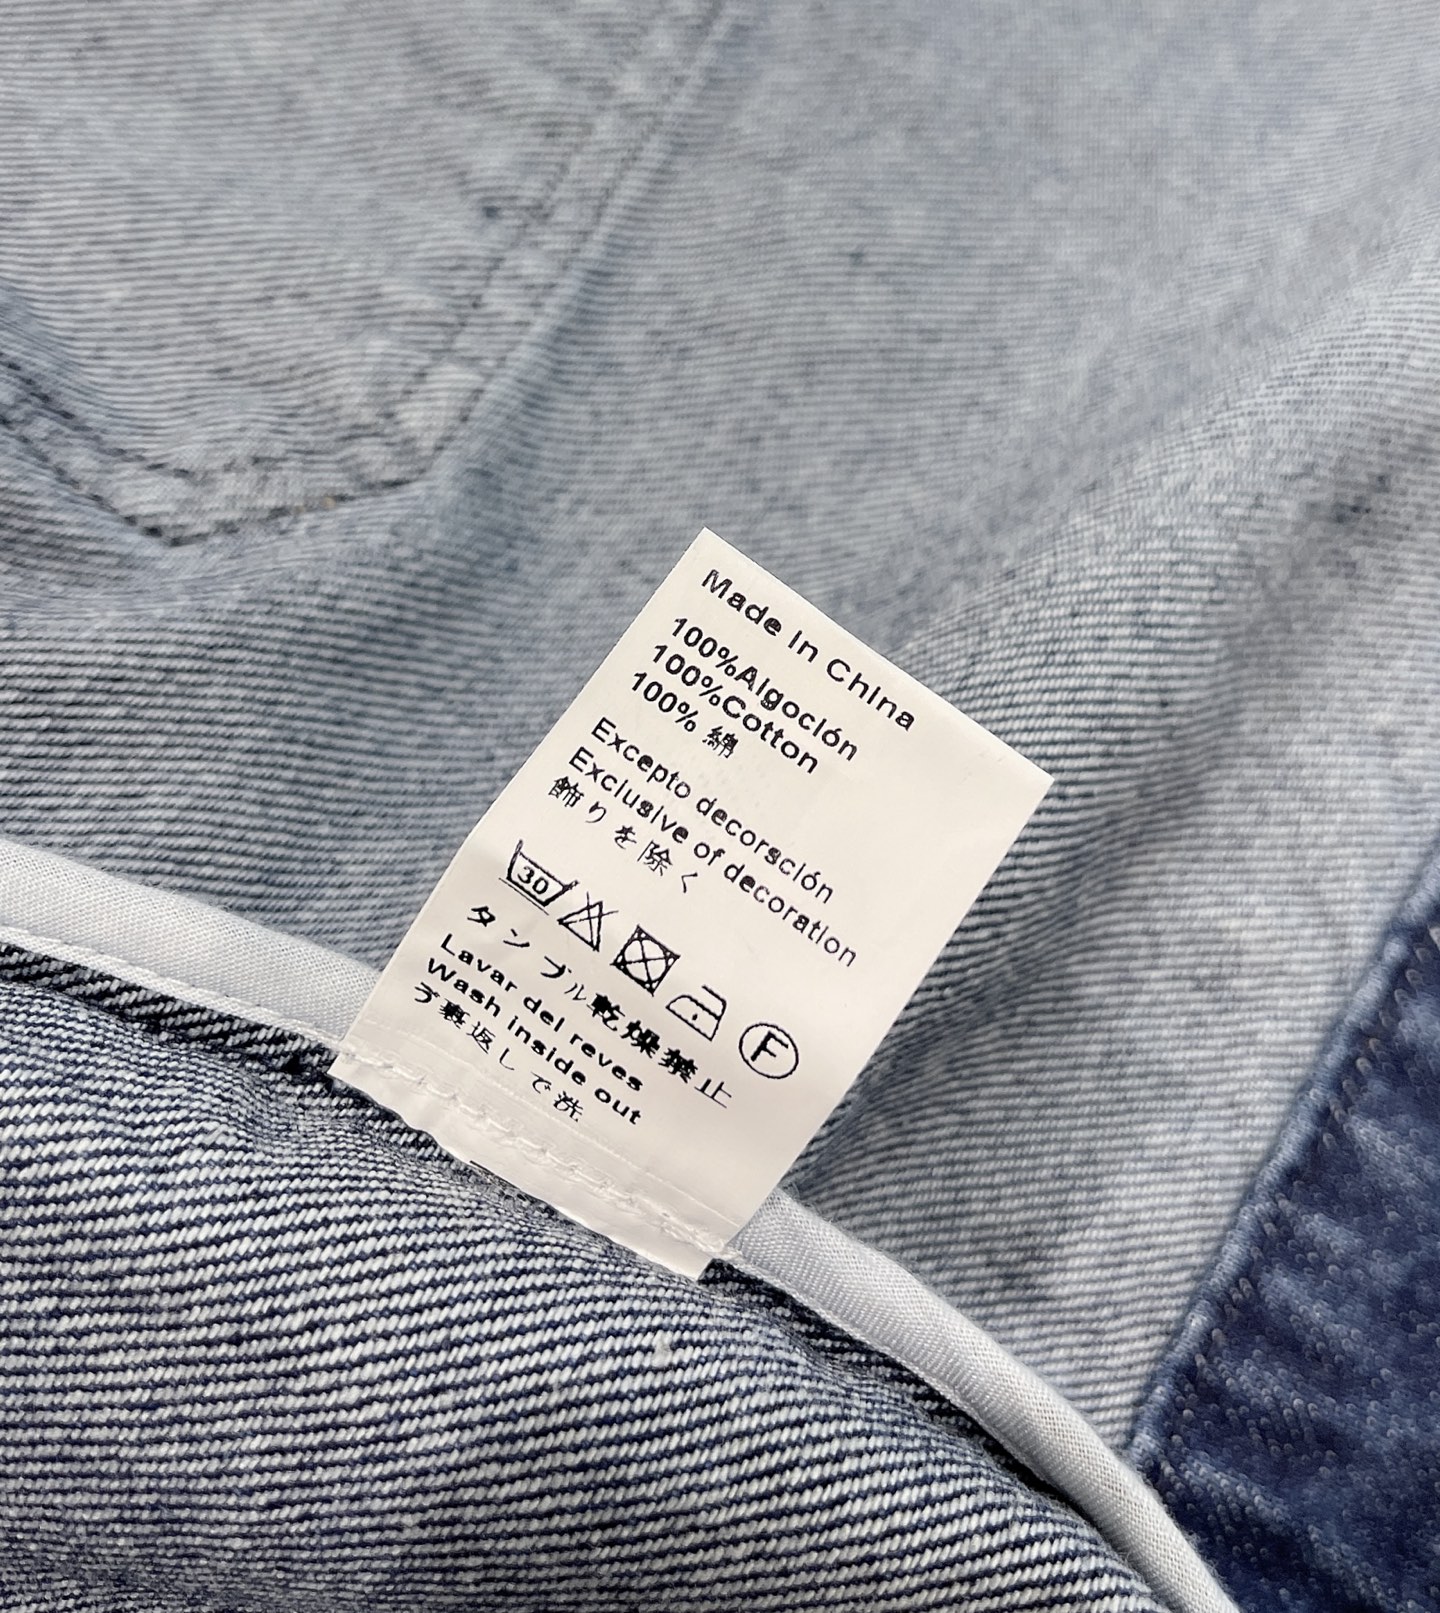 Made In China
100%Algoción
100%Cotton
100% 綿
Excepto decorsción
Exclusive of decoration
飾りを除く
30
F
タンブル乾燥禁止
Lavar del reves
Wash inside out
ヲ裏返しで洗